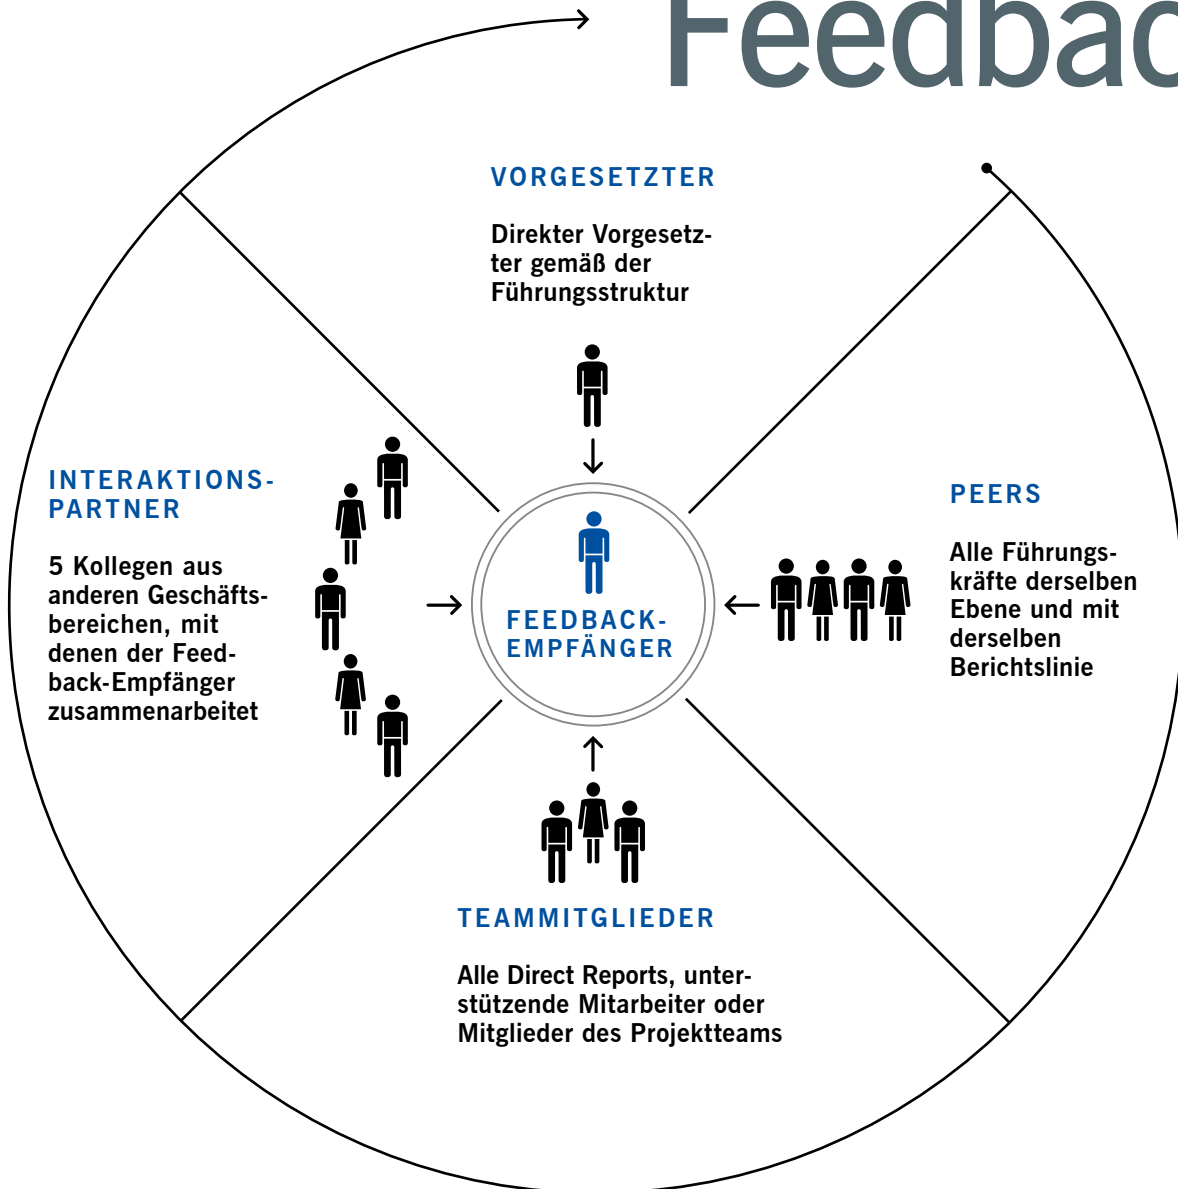 Feedbac
VORGESETZTER
Direkter Vorgesetz-
ter gemäß der
Führungsstruktur
INTERAKTIONS-
PARTNER
5 Kollegen aus
anderen Geschäfts-
bereichen, mit
denen der Feed-
back-Empfänger
zusammenarbeitet
FEEDBACK-
EMPFÄNGER
PEERS
Alle Führungs-
kräfte derselben
Ebene und mit
derselben
Berichtslinie
TEAMMITGLIEDER
Alle Direct Reports, unter-
stützende Mitarbeiter oder
Mitglieder des Projektteams